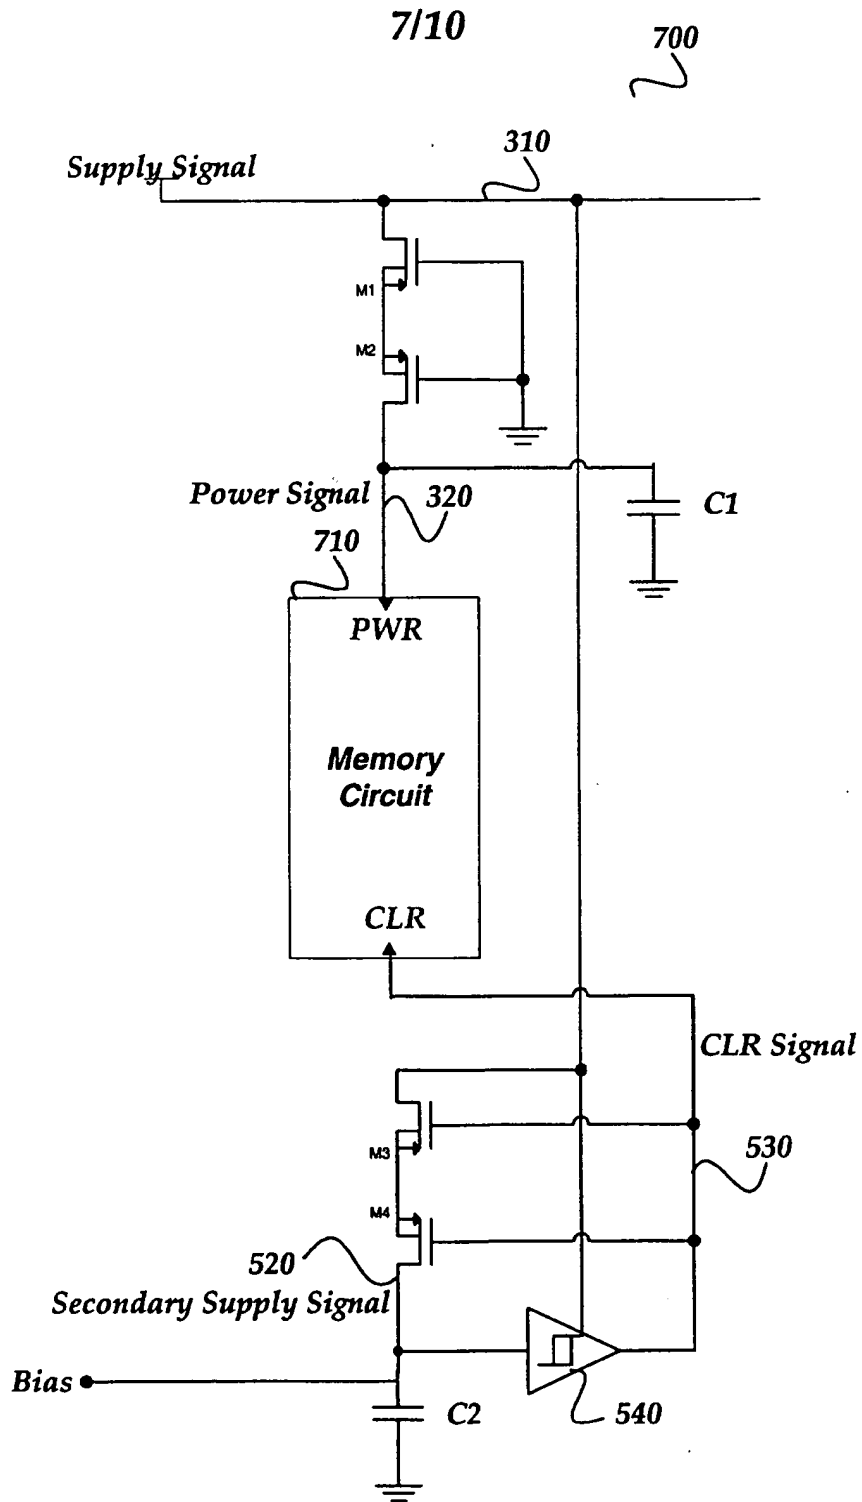 7/10
700
310
Supply Signal
M1
M2
Power Signal
320
C1
710
PWR
Memory
Circuit
CLR
CLR Signal
M3
530
M4
520
Secondary Supply Signal
Bias
C2
540